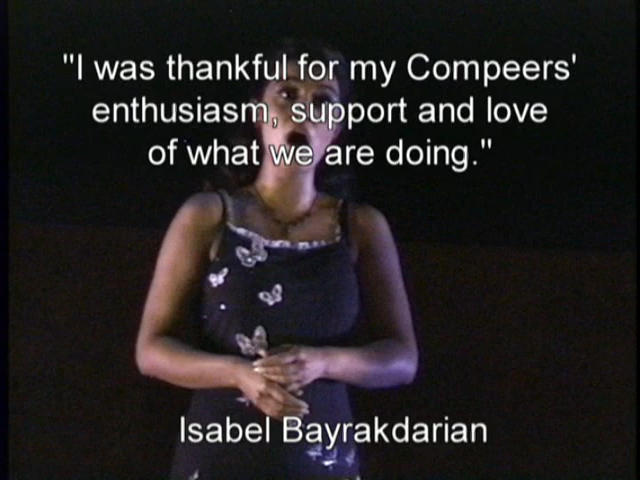 "I was thankful for my Compeers'
enthusiasm, support and love
of what we are doing."
Isabel Bayrakdarian